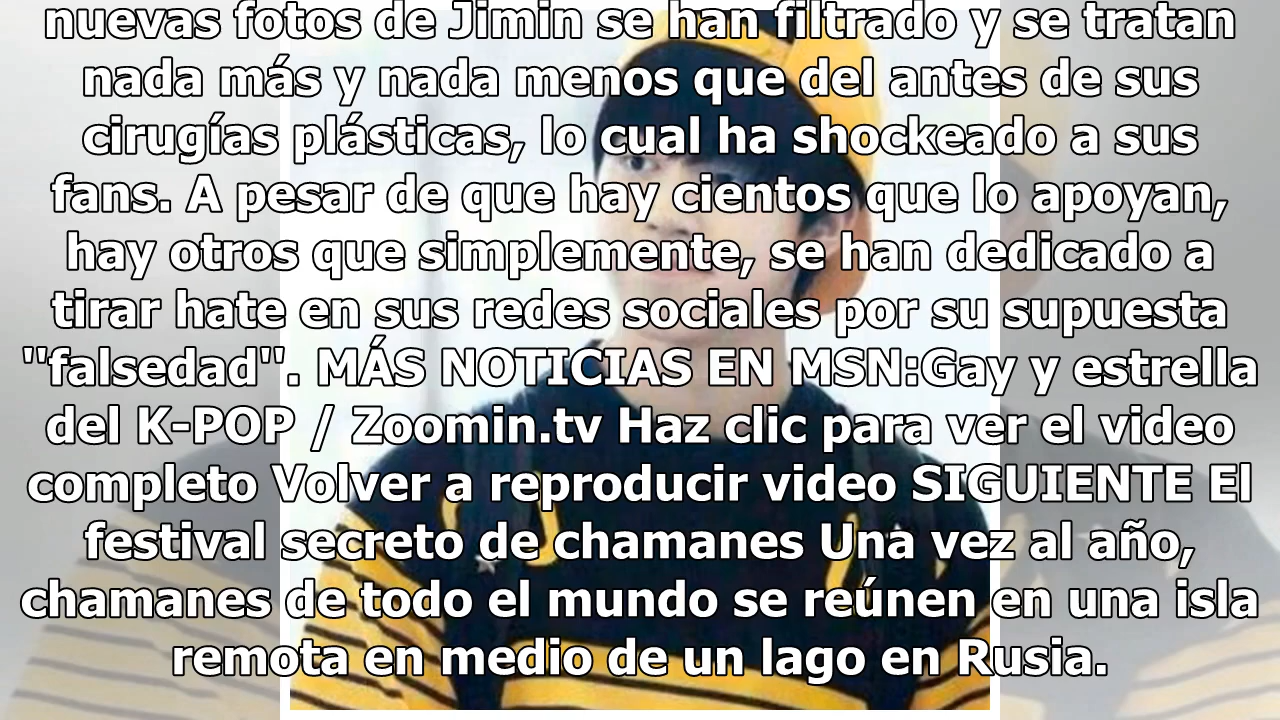 nuevas fotos de Jimin se han filtrado y se tratan
nada más y nada menos que del antes de sus
cirugías plásticas, lo cual ha shockeado a sus
fans. A pesar de que hay cientos que lo apoyan,
hay otros que simplemente, se han dedicado a
tirar hate en sus redes sociales por su supuesta
"falsedad". MÁS NOTICIAS EN MSN:Gay y estrella
del K-POP / Zoomin.tv Haz clic para ver el video
completo Volver a reproducir video SIGUIENTE El
festival secreto de chamanes Una vez al año,
chamanes de todo el mundo se reúnen en una isla
remota en medio de un lago en Rusia.